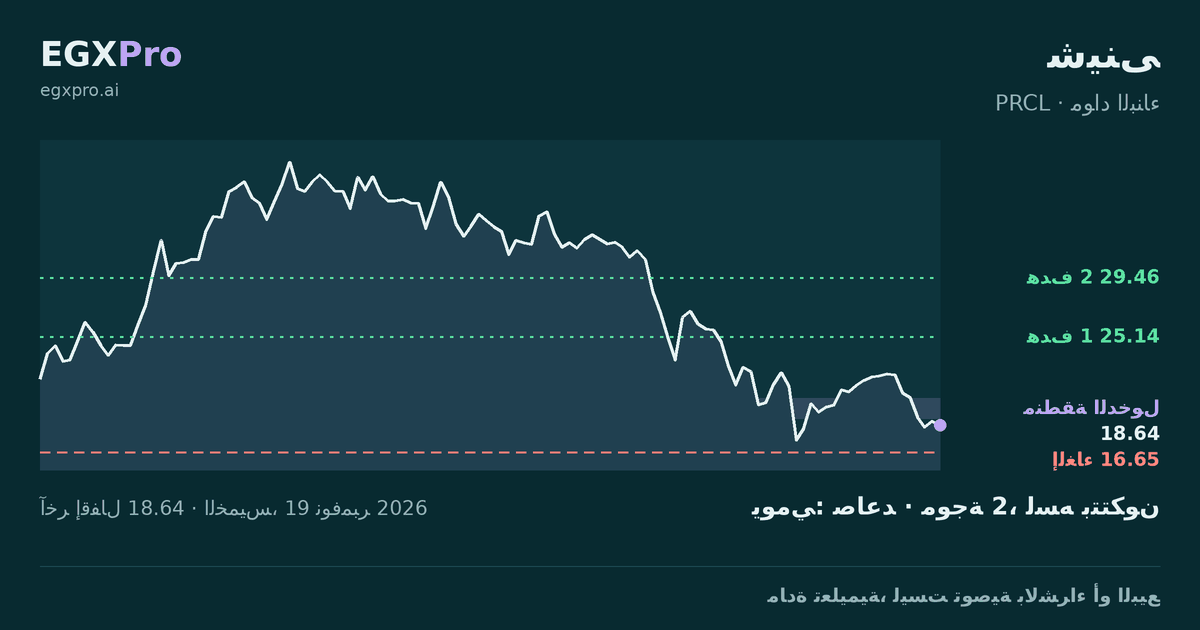 EGXPro
egxpro.ai
شينى
PRCL · مواد البناء
هدف 2 29.46
هدف 1 25.14
منطقة الدخول
18.64
إلغاء 16.65
يومي: صاعد · موجة 2، لسه بتتكون
آخر إقفال 18.64 · الخميس، 19 نوفمبر 2026
مادة تعليمية، ليست توصية بالشراء أو البيع